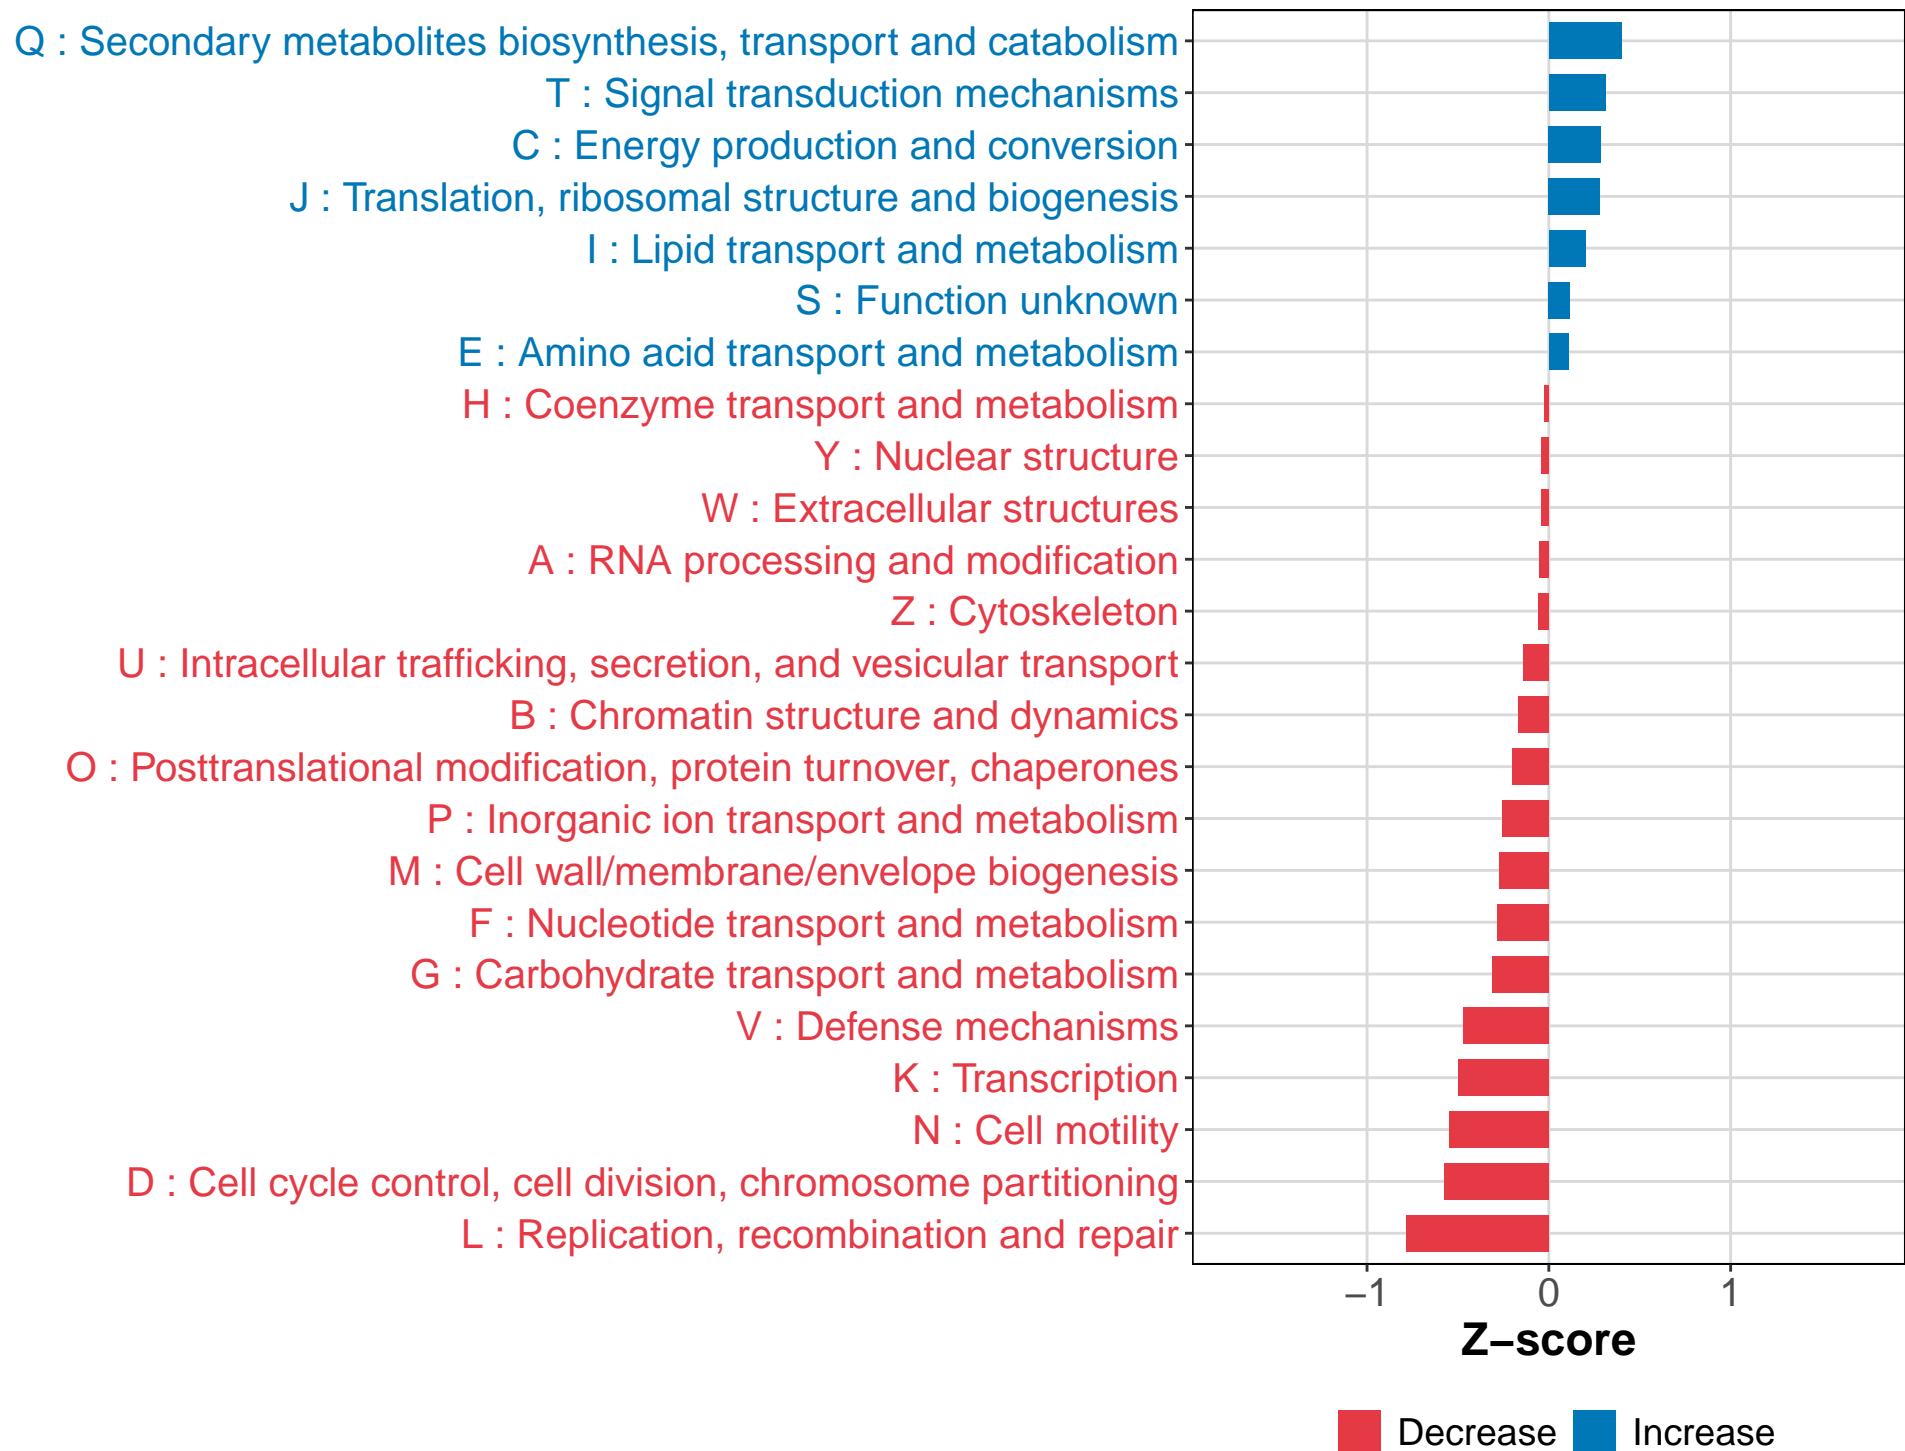 Q : Secondary metabolites biosynthesis, transport and catabolism
T : Signal transduction mechanisms
C : Energy production and conversion
J : Translation, ribosomal structure and biogenesis
I : Lipid transport and metabolism
S : Function unknown
E : Amino acid transport and metabolism
H : Coenzyme transport and metabolism
Y : Nuclear structure
W : Extracellular structures
A : RNA processing and modification
Z : Cytoskeleton
U : Intracellular trafficking, secretion, and vesicular transport
B : Chromatin structure and dynamics
O : Posttranslational modification, protein turnover, chaperones
P : Inorganic ion transport and metabolism
M : Cell wall/membrane/envelope biogenesis
F : Nucleotide transport and metabolism
G : Carbohydrate transport and metabolism
V : Defense mechanisms
K : Transcription
N : Cell motility
D : Cell cycle control, cell division, chromosome partitioning
L : Replication, recombination and repair
−1 0 1
Z−score
Decrease Increase